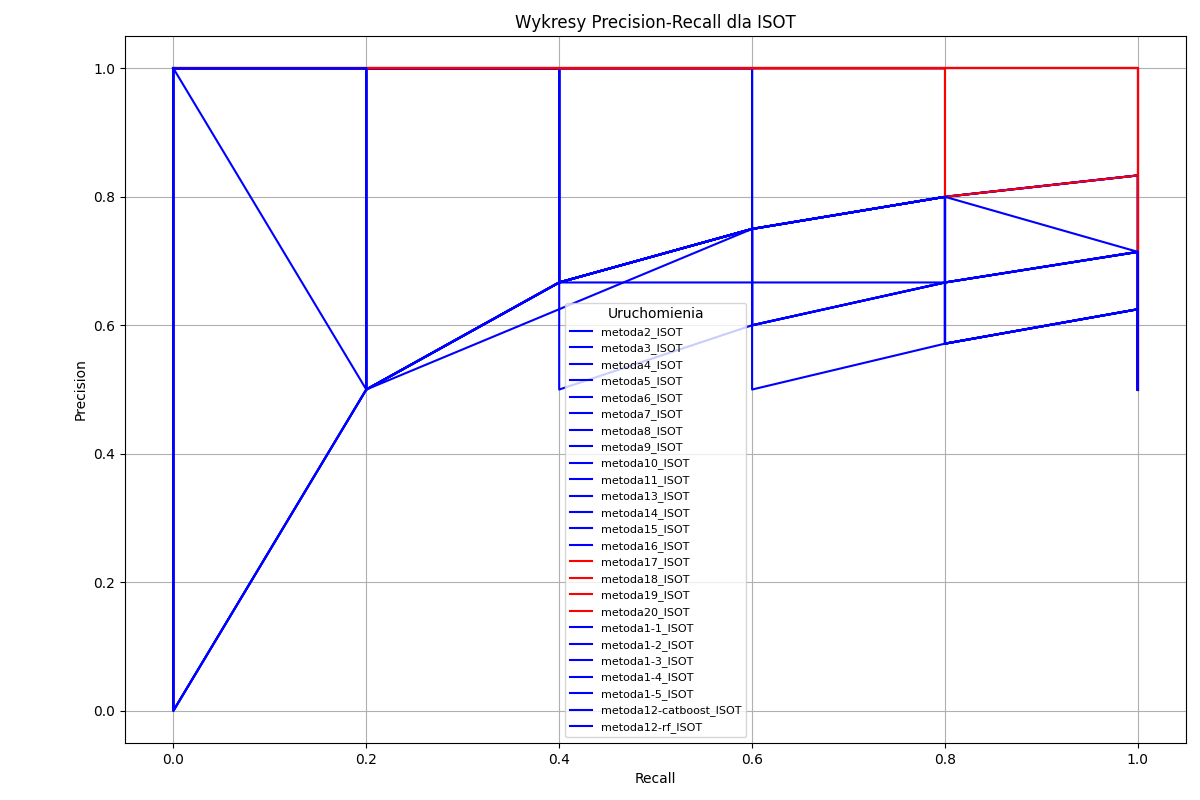 Wykresy Precision-Recall dla ISOT
Precision
1.0
0.8
0.6
0.4
0.2
0.0
Uruchomienia
metoda2_ISOT
metoda3_ISOT
metoda4_ISOT
metoda5_ISOT
metoda6_ISOT
metoda7_ISOT
metoda8_ISOT
metoda9_ISOT
metoda10_ISOT
metoda11_ISOT
metoda13_ISOT
metoda14_ISOT
metoda15_ISOT
metoda16_ISOT
metoda17_ISOT
metoda18_ISOT
metoda19_ISOT
metoda20_ISOT
metoda1-1_ISOT
metoda1-2_ISOT
metoda1-3_ISOT
metoda1-4_ISOT
metoda1-5_ISOT
metoda12-catboost_ISOT
metoda12-rf_ISOT
0.0 0.2 0.4 0.6 0.8 1.0
Recall